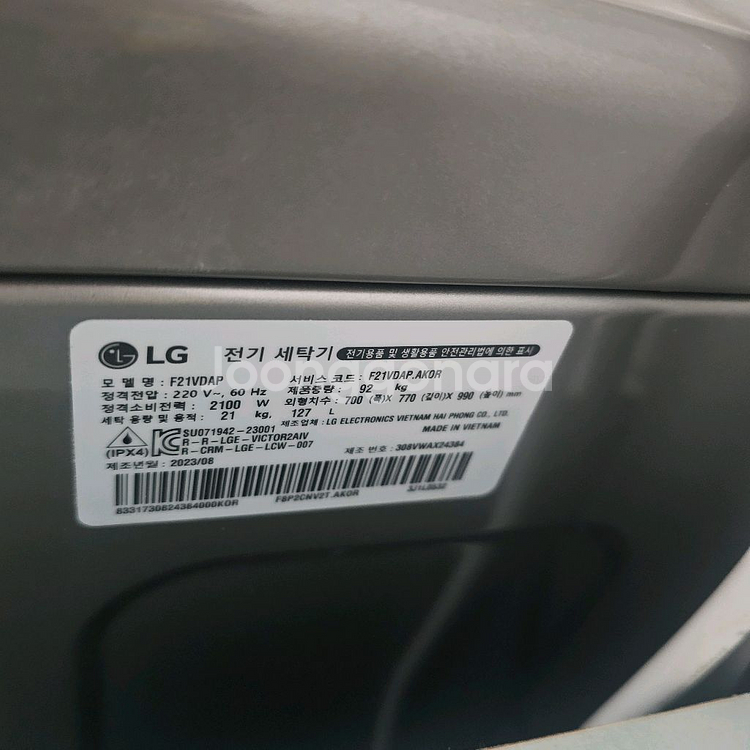 LG 전기 세탁기 전기용품 및 생활용품 안전관리법에 의한 표시
모 델 명 : F21VDAP 서비스 코드 : F21VDAP.AKOR
정격전압 : 220 V~, 60 Hz 제품중량 : 92 kg
정격소비전력 : 2100 W 외형치수 : 700 (폭)X 770 (깊이)X 990 (높이) mm
세탁 용량 및 용적 : 21 kg, 127 L 제조업체 : LG ELECTRONICS VIETNAM HAI PHONG CO., LTD.
SU071942-23001 MADE IN VIETNAM
R-R-LGE-VICTOR2AIV
(IPX4) R-CRM-LGE-LCW-007 제조 번호 : 308VWAX24384
제조년월 : 2023/08
8331730824384000KOR F8P2CNV2T.AKOR